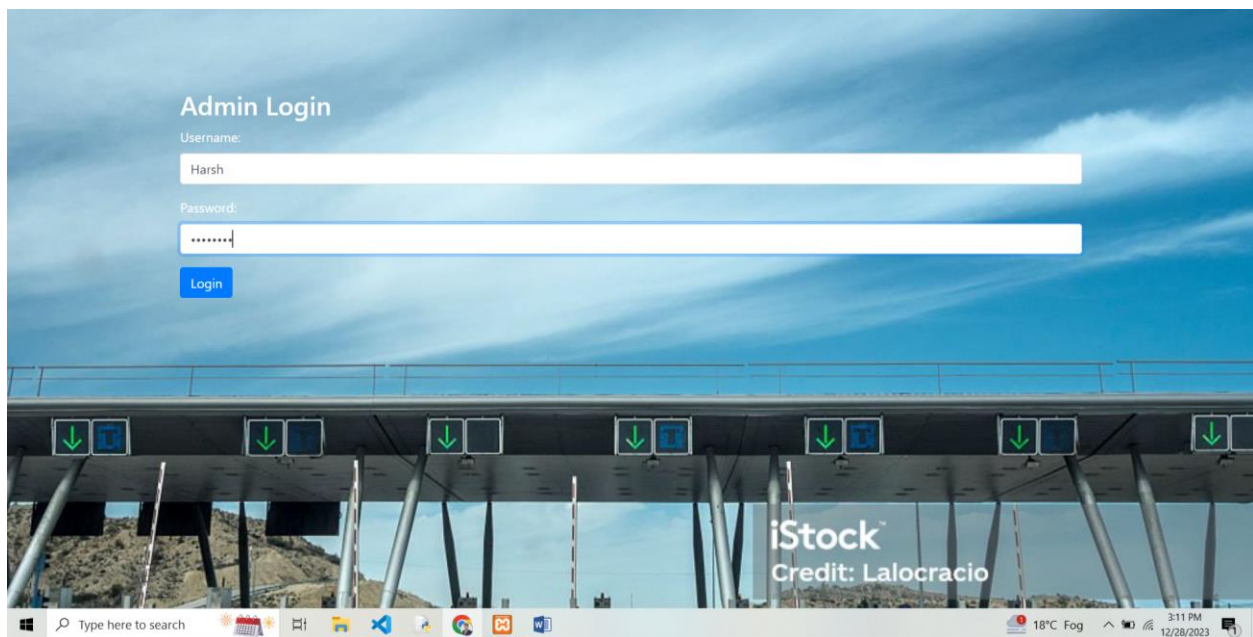 Admin Login
Username:
Harsh
Password:
••••••••
Login
iStock™
Credit: Lalocracio
Type here to search
18°C Fog
3:11 PM
12/28/2023